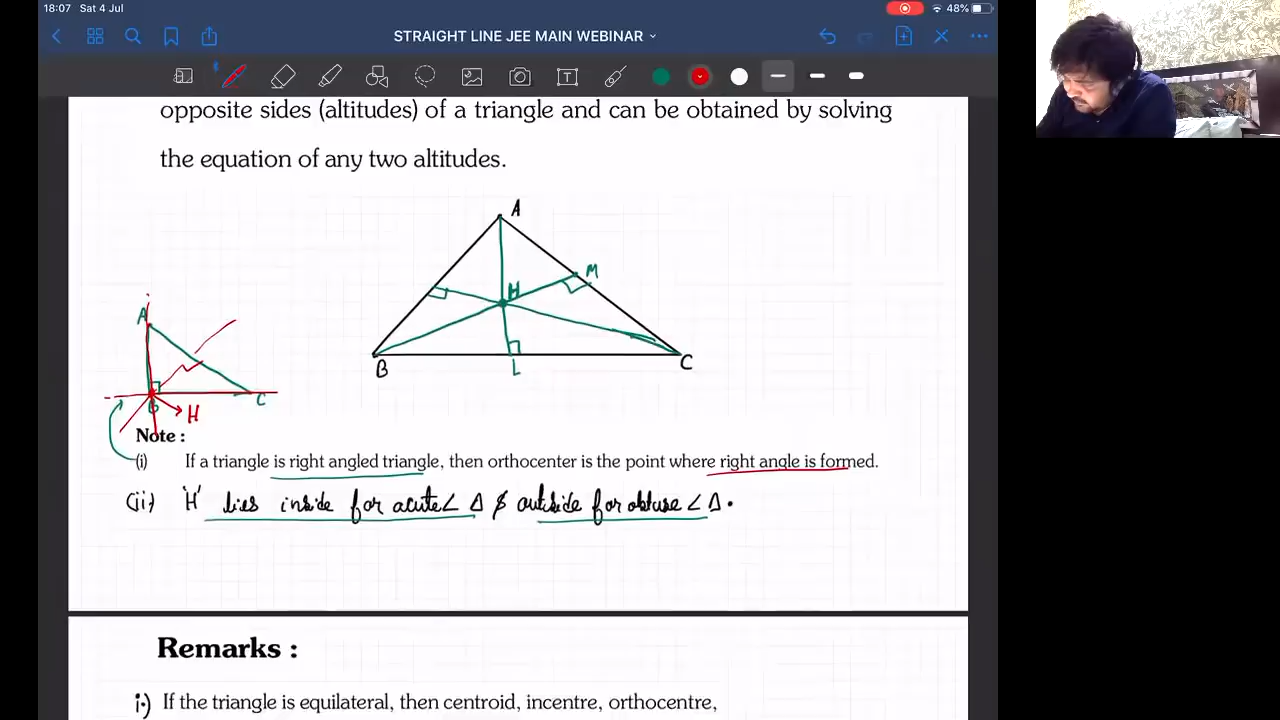 18:07 Sat 4 Jul
48%
STRAIGHT LINE JEE MAIN WEBINAR
opposite sides (altitudes) of a triangle and can be obtained by solving
the equation of any two altitudes.
A
M
H
B
L
C
A
B
C
H
Note :
(i) If a triangle is right angled triangle, then orthocenter is the point where right angle is formed.
(ii) 'H' lies inside for acute∠ Δ & outside for obtuse ∠ Δ.
Remarks :
i.) If the triangle is equilateral, then centroid, incentre, orthocentre,